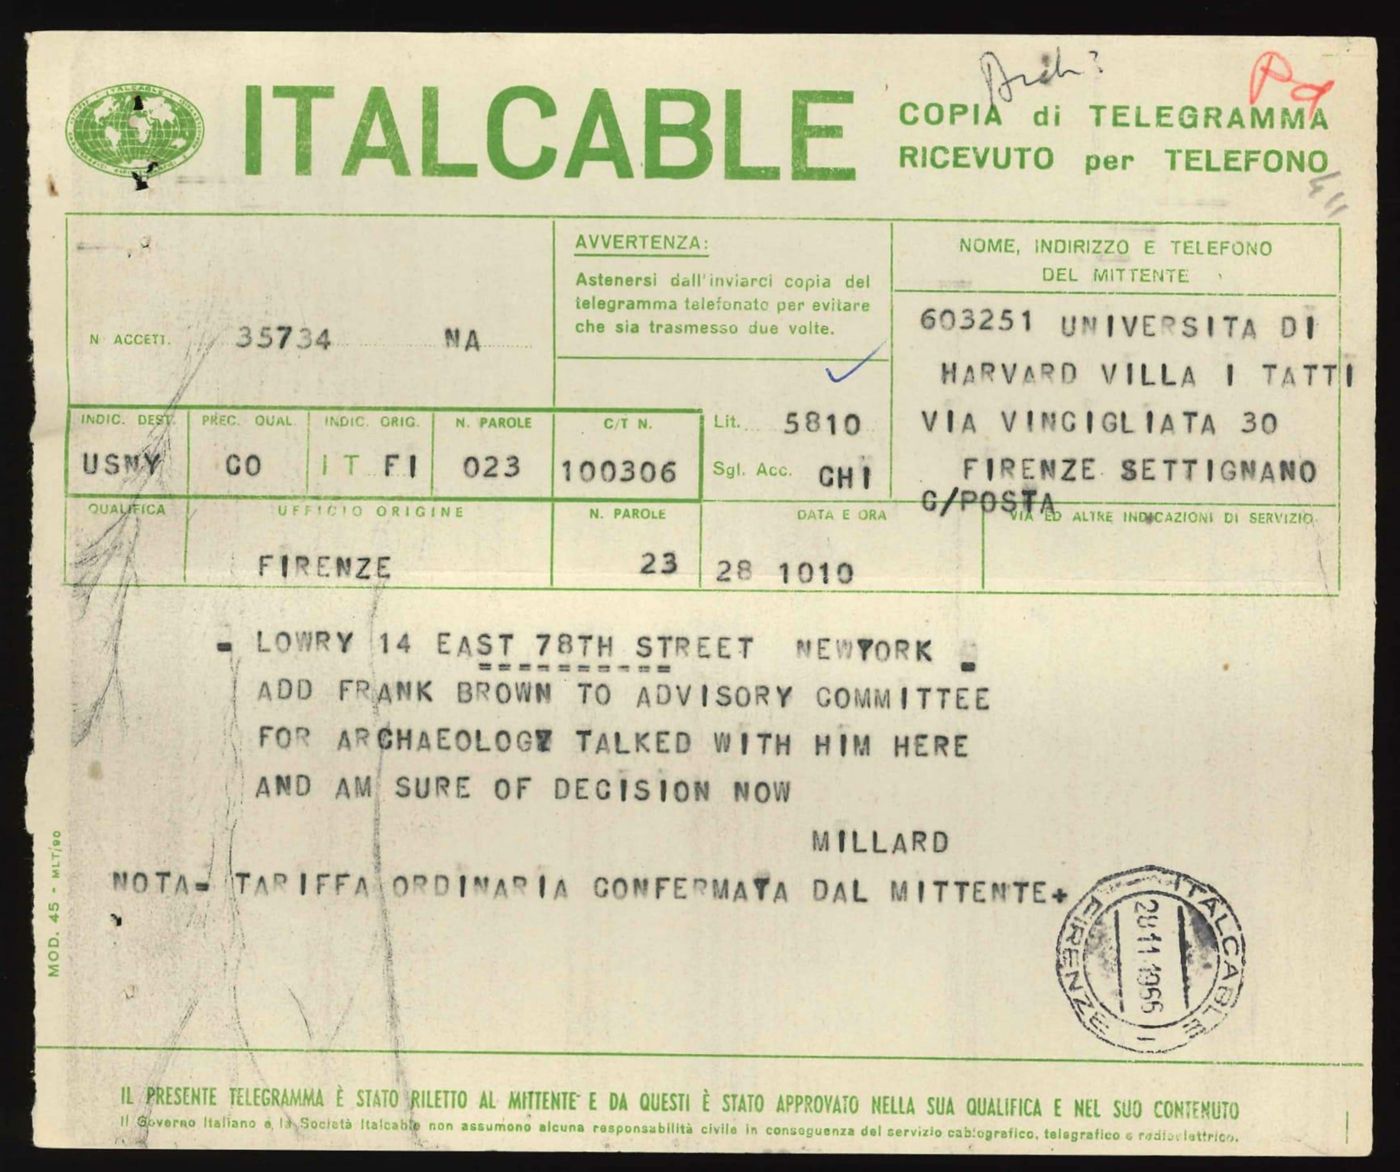 ITALCABLE
COPIA di TELEGRAMMA
RICEVUTO per TELEFONO
AVVERTENZA:
Astenersi dall'inviarci copia del
telegramma telefonato per evitare
che sia trasmesso due volte.
NOME, INDIRIZZO E TELEFONO
DEL MITTENTE
603251 UNIVERSITA DI
HARVARD VILLA I TATTI
VIA VINCIGLIATA 30
FIRENZE SETTIGNANO
C/POSTA
N ACCETT. 35734 NA
INDIC. DEST. PREC. QUAL. INDIC. ORIG. N. PAROLE C/T N.
USNY CO IT FI 023 100306
Lit. 5810
Sgl. Acc. CHI
QUALIFICA UFFICIO ORIGINE N. PAROLE DATA E ORA VIA ED ALTRE INDICAZIONI DI SERVIZIO
FIRENZE 23 28 1010
- LOWRY 14 EAST 78TH STREET NEWYORK -
==========
ADD FRANK BROWN TO ADVISORY COMMITTEE
FOR ARCHAEOLOGY TALKED WITH HIM HERE
AND AM SURE OF DECISION NOW
MILLARD
NOTA- TARIFFA ORDINARIA CONFERMATA DAL MITTENTE+
ITALCABLE
28.11.1966
FIRENZE
MOD. 45 - MLT/90
IL PRESENTE TELEGRAMMA È STATO RILETTO AL MITTENTE E DA QUESTI È STATO APPROVATO NELLA SUA QUALIFICA E NEL SUO CONTENUTO
Il Governo Italiano e la Società Italcable non assumono alcuna responsabilità civile in conseguenza del servizio cablografico, telegrafico e radioelettrico.